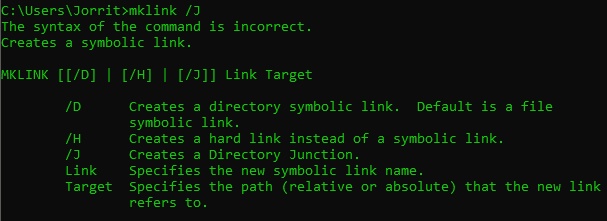 C:\Users\Jorrit>mklink /J
The syntax of the command is incorrect.
Creates a symbolic link.
MKLINK [[/D] | [/H] | [/J]] Link Target
/D Creates a directory symbolic link. Default is a file
symbolic link.
/H Creates a hard link instead of a symbolic link.
/J Creates a Directory Junction.
Link Specifies the new symbolic link name.
Target Specifies the path (relative or absolute) that the new link
refers to.